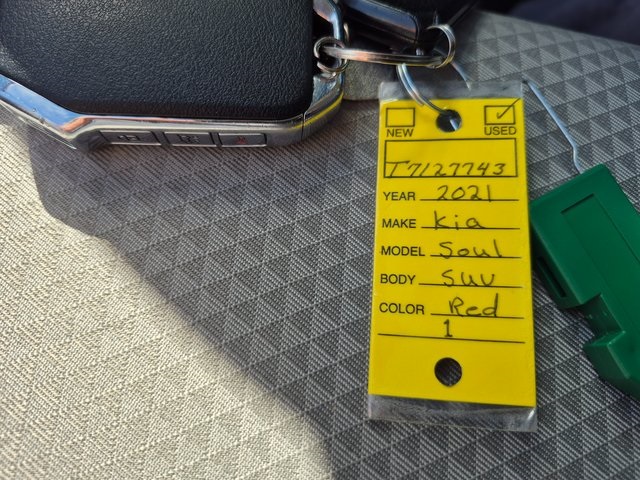 NEW USED
T7127743
YEAR 2021
MAKE Kia
MODEL Soul
BODY SUV
COLOR Red
1